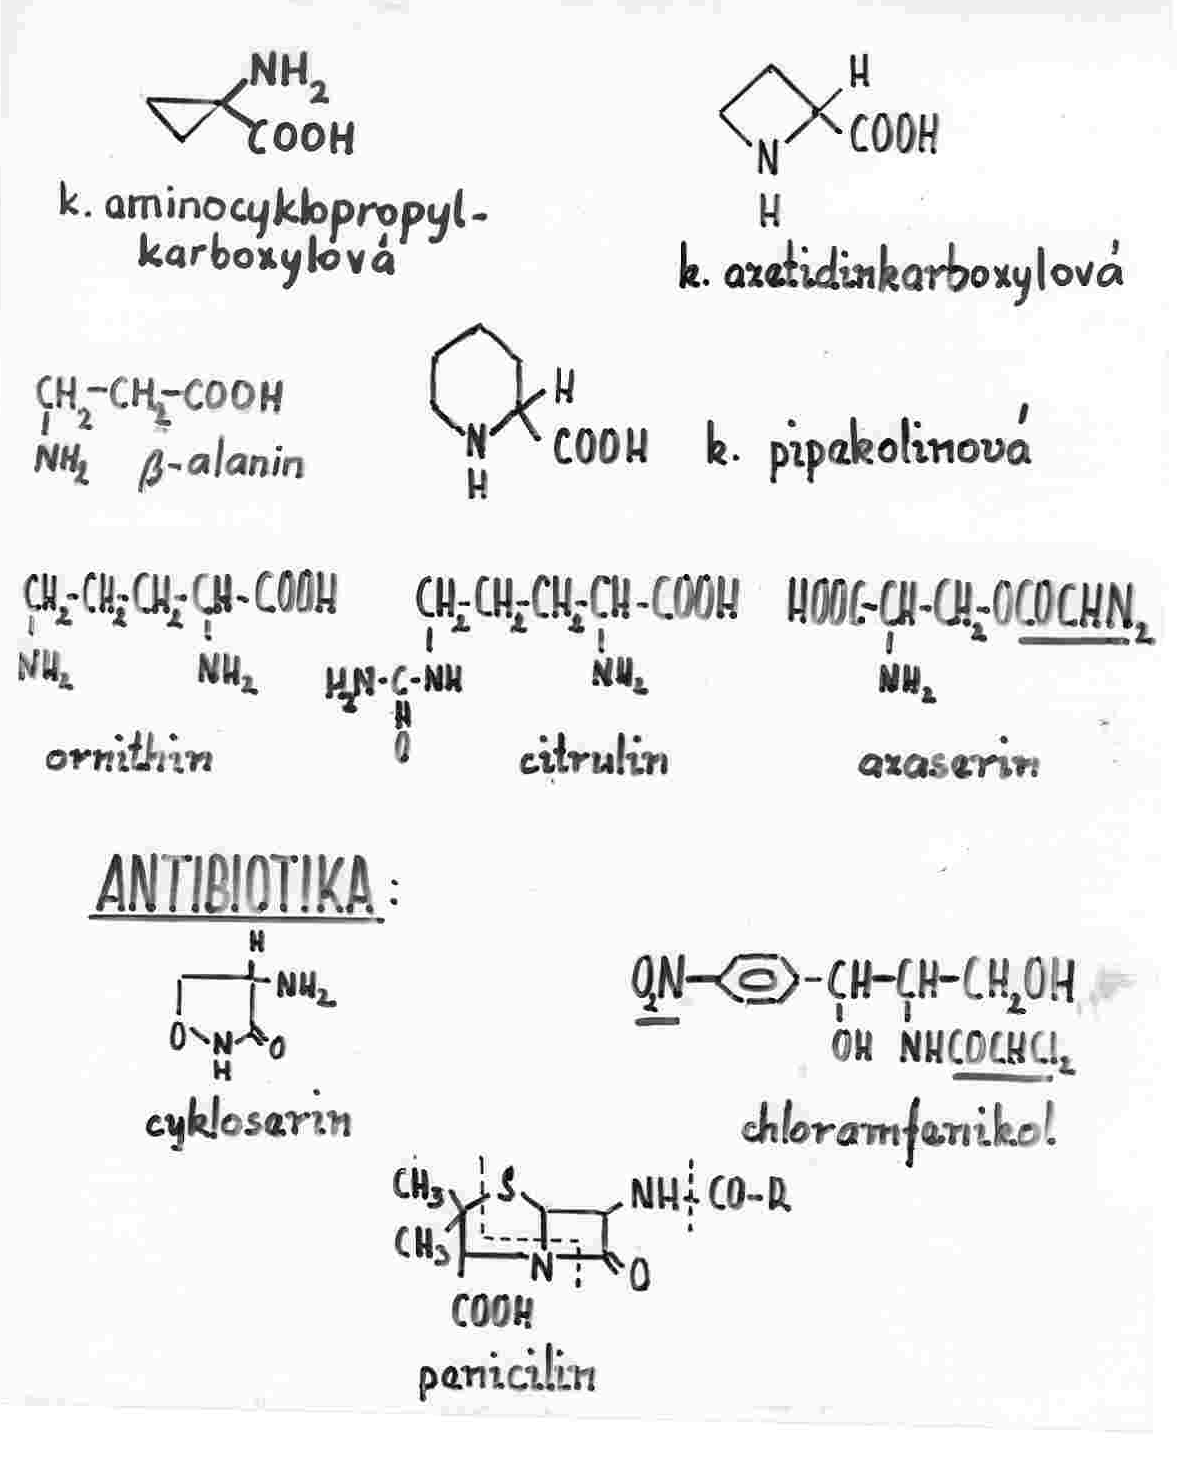 NH₂
COOH
k. aminocyklopropyl-
karboxylová
H
COOH
N
H
k. azetidinkarboxylová
CH₂-CH₂-COOH
NH₂
β-alanin
H
COOH
N
H
k. pipekolinová
CH₂-CH₂-CH₂-CH-COOH
NH₂ NH₂
ornithin
CH₂-CH₂-CH₂-CH-COOH
H₂N-C-NH NH₂
O
citrulin
HOOC-CH-CH₂-OCOCHN₂
NH₂
azaserin
ANTIBIOTIKA:
H
NH₂
O N O
H
cykloserin
O₂N- -CH-CH-CH₂OH
OH NHCOCHCl₂
chloramfenikol
CH₃ S NH CO-R
CH₃ N O
COOH
penicilin